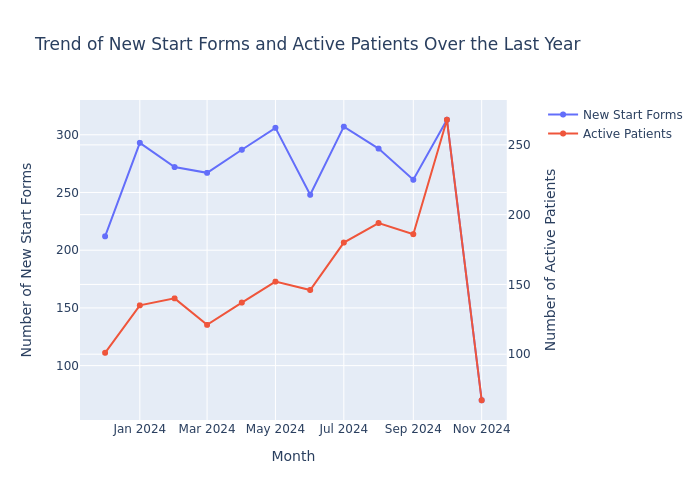 Trend of New Start Forms and Active Patients Over the Last Year
New Start Forms
Active Patients
300
250
200
150
100
Number of New Start Forms
250
200
150
100
Number of Active Patients
Jan 2024 Mar 2024 May 2024 Jul 2024 Sep 2024 Nov 2024
Month